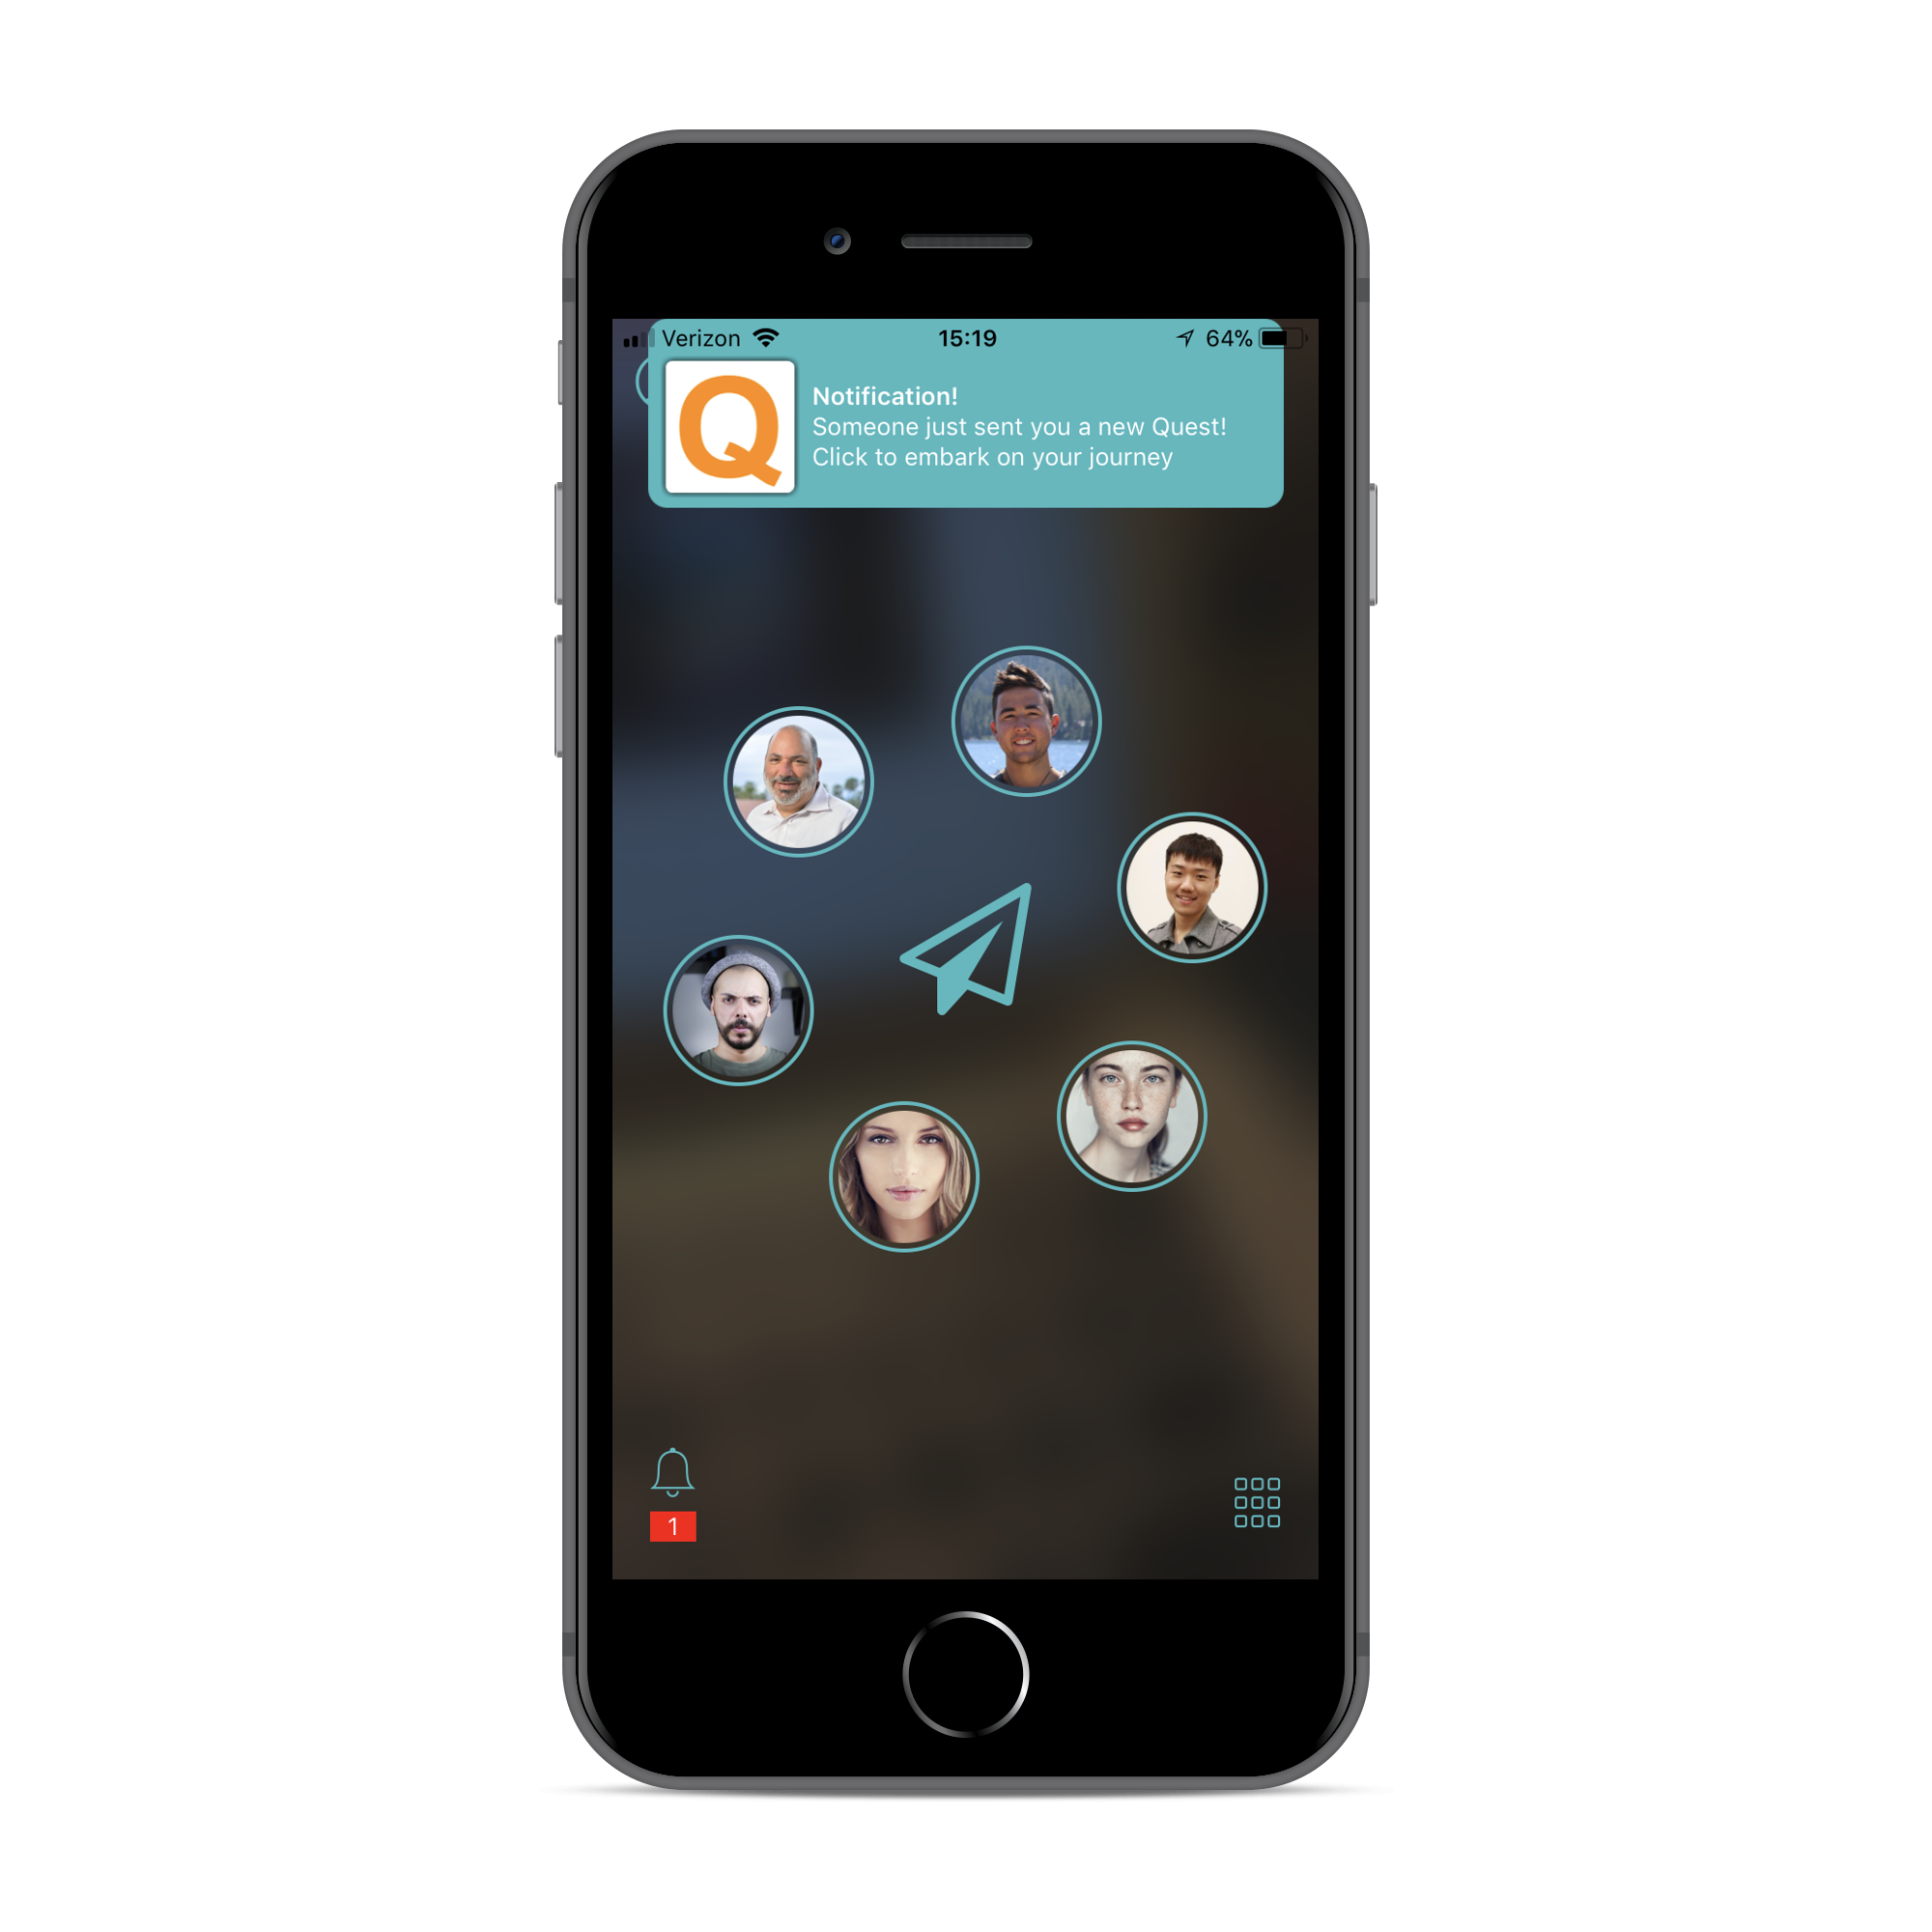 Verizon 15:19 64%
Q
Notification!
Someone just sent you a new Quest!
Click to embark on your journey
1